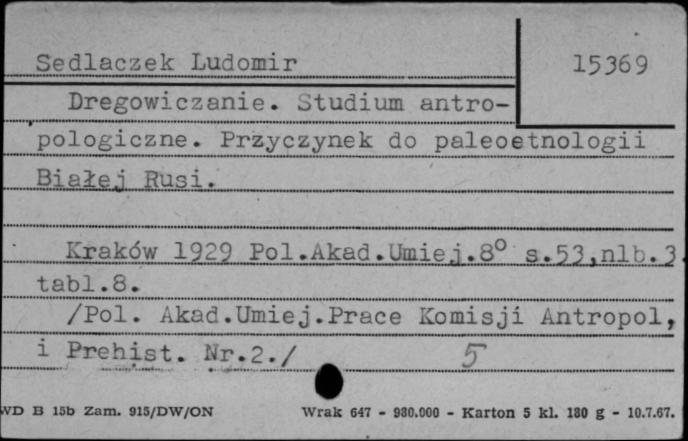 Sedlaczek Ludomir
15369
Dregowiczanie. Studium antro-
pologiczne. Przyczynek do paleoetnologii
Białej Rusi.
Kraków 1929 Pol.Akad.Umiej.8° s.53,nlb.3.
tabl.8.
/Pol. Akad.Umiej.Prace Komisji Antropol,
i Prehist. Nr.2./ 5
WD B 15b Zam. 915/DW/ON Wrak 647 - 980.000 - Karton 5 kl. 180 g - 10.7.67.